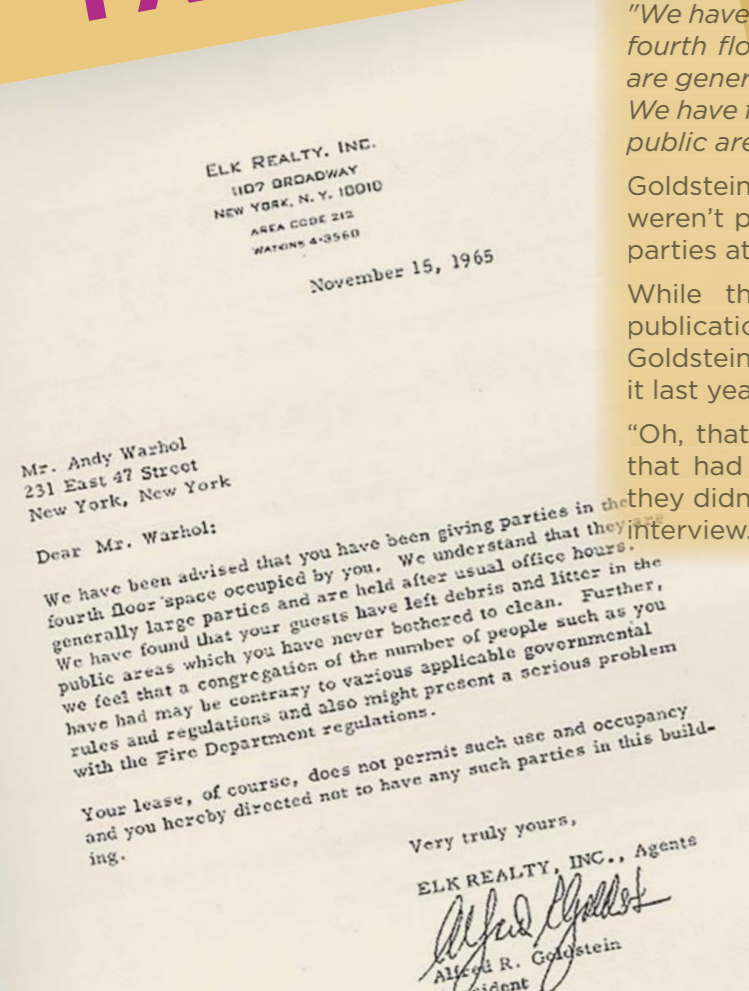 ELK REALTY, INC.
1107 BROADWAY
NEW YORK, N. Y. 10010
AREA CODE 212
WATKINS 4-3560
November 15, 1965
Mr. Andy Warhol
231 East 47 Street
New York, New York
Dear Mr. Warhol:
We have been advised that you have been giving parties in the
fourth floor space occupied by you. We understand that they are
generally large parties and are held after usual office hours.
We have found that your guests have left debris and litter in the
public areas which you have never bothered to clean. Further,
we feel that a congregation of the number of people such as you
have had may be contrary to various applicable governmental
rules and regulations and also might present a serious problem
with the Fire Department regulations.
Your lease, of course, does not permit such use and occupancy
and you hereby directed not to have any such parties in this build-
ing.
Very truly yours,
ELK REALTY, INC., Agents
Alfred R. Goldstein
"We have
fourth flo
are gener
We have f
public are
Goldstein
weren't p
parties at
While th
publicatio
Goldstein
it last yea
“Oh, that
that had
they didn
interview.